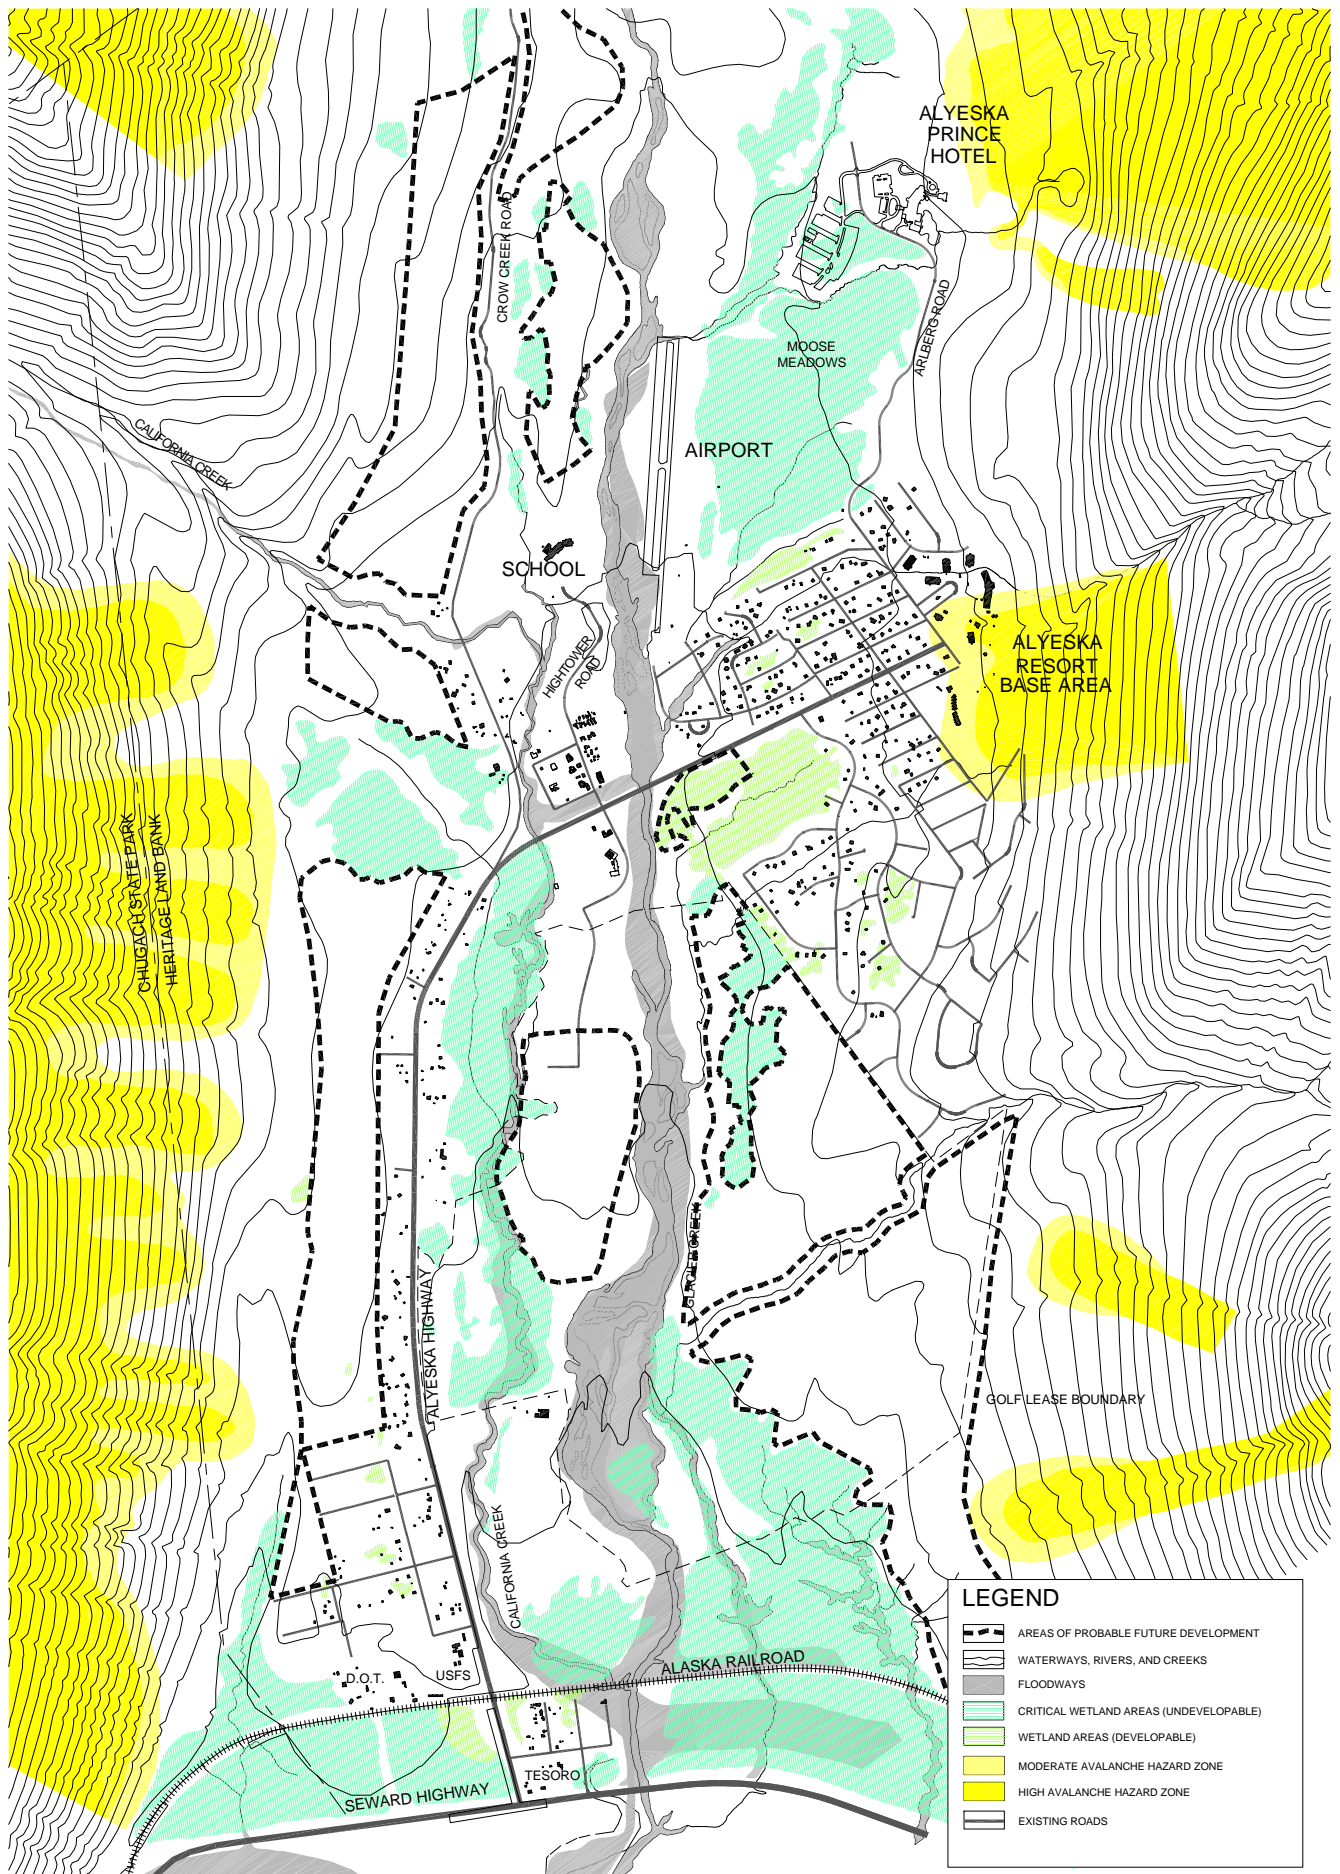 ALYESKA
PRINCE
HOTEL
CROW CREEK ROAD
ARLBERG ROAD
MOOSE
MEADOWS
CALIFORNIA CREEK
AIRPORT
SCHOOL
HIGHTOWER
ROAD
ALYESKA
RESORT
BASE AREA
CHUGACH STATE PARK
HERITAGE LAND BANK
GLACIER CREEK
ALYESKA HIGHWAY
GOLF LEASE BOUNDARY
CALIFORNIA CREEK
ALASKA RAILROAD
D.O.T.
USFS
TESORO
SEWARD HIGHWAY
LEGEND
AREAS OF PROBABLE FUTURE DEVELOPMENT
WATERWAYS, RIVERS, AND CREEKS
FLOODWAYS
CRITICAL WETLAND AREAS (UNDEVELOPABLE)
WETLAND AREAS (DEVELOPABLE)
MODERATE AVALANCHE HAZARD ZONE
HIGH AVALANCHE HAZARD ZONE
EXISTING ROADS